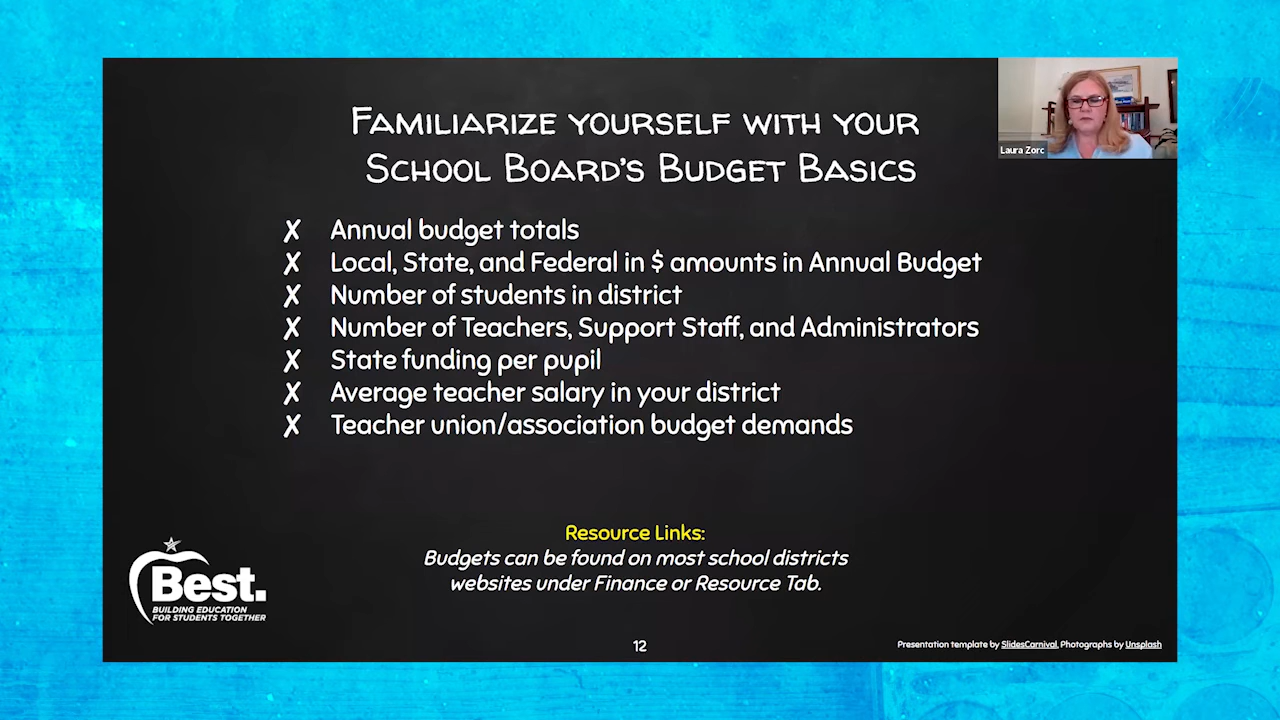 Familiarize yourself with your
School Board's Budget Basics
Laura Zorc
✗ Annual budget totals
✗ Local, State, and Federal in $ amounts in Annual Budget
✗ Number of students in district
✗ Number of Teachers, Support Staff, and Administrators
✗ State funding per pupil
✗ Average teacher salary in your district
✗ Teacher union/association budget demands
Resource Links:
Budgets can be found on most school districts
websites under Finance or Resource Tab.
Best.
BUILDING EDUCATION
FOR STUDENTS TOGETHER
12
Presentation template by SlidesCarnival, Photographs by Unsplash